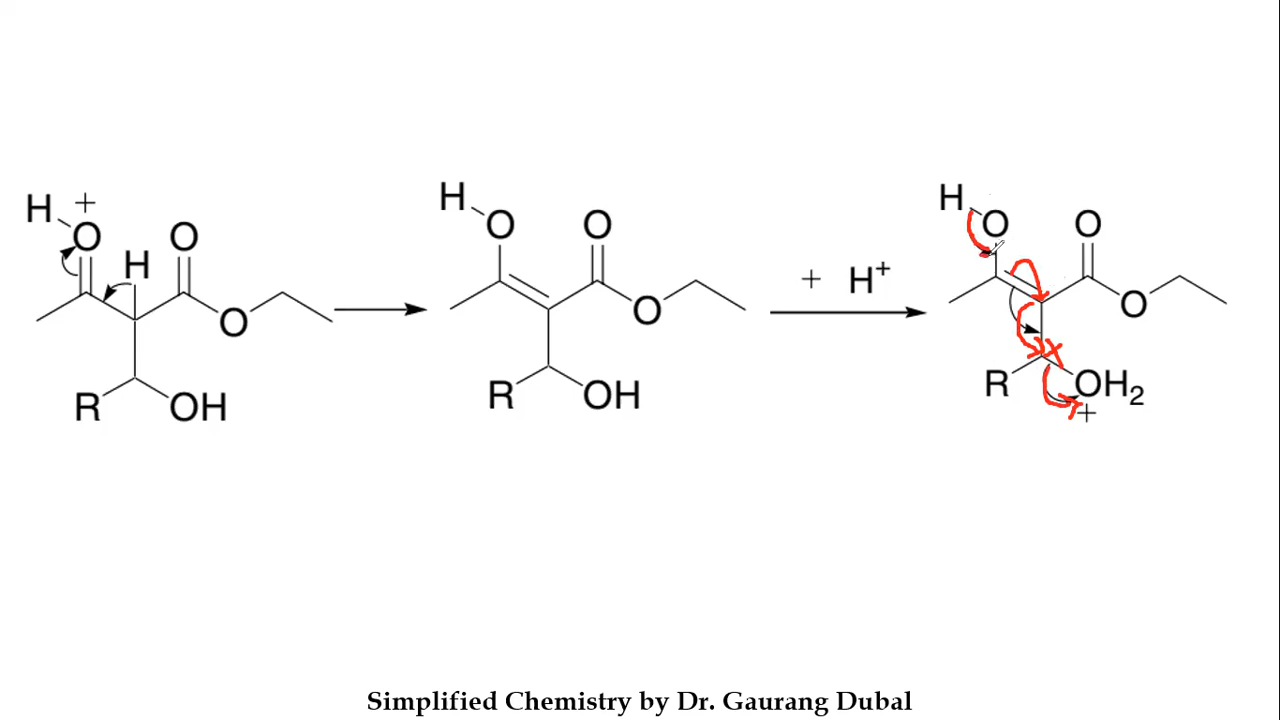 H + O H O O R OH
H O O O R OH
+ H+
H O O O R OH2 +
Simplified Chemistry by Dr. Gaurang Dubal